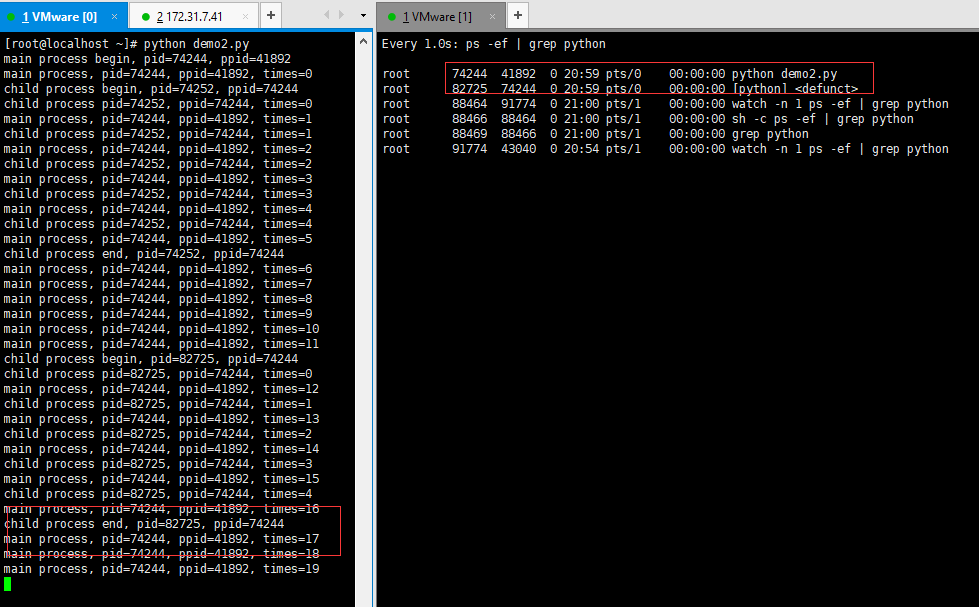 1 VMware [0] × 2 172.31.7.41 × +
[root@localhost ~]# python demo2.py
main process begin, pid=74244, ppid=41892
main process, pid=74244, ppid=41892, times=0
child process begin, pid=74252, ppid=74244
child process pid=74252, ppid=74244, times=0
main process, pid=74244, ppid=41892, times=1
child process pid=74252, ppid=74244, times=1
main process, pid=74244, ppid=41892, times=2
child process pid=74252, ppid=74244, times=2
main process, pid=74244, ppid=41892, times=3
child process pid=74252, ppid=74244, times=3
main process, pid=74244, ppid=41892, times=4
child process pid=74252, ppid=74244, times=4
main process, pid=74244, ppid=41892, times=5
child process end, pid=74252, ppid=74244
main process, pid=74244, ppid=41892, times=6
main process, pid=74244, ppid=41892, times=7
main process, pid=74244, ppid=41892, times=8
main process, pid=74244, ppid=41892, times=9
main process, pid=74244, ppid=41892, times=10
main process, pid=74244, ppid=41892, times=11
child process begin, pid=82725, ppid=74244
child process pid=82725, ppid=74244, times=0
main process, pid=74244, ppid=41892, times=12
child process pid=82725, ppid=74244, times=1
main process, pid=74244, ppid=41892, times=13
child process pid=82725, ppid=74244, times=2
main process, pid=74244, ppid=41892, times=14
child process pid=82725, ppid=74244, times=3
main process, pid=74244, ppid=41892, times=15
child process pid=82725, ppid=74244, times=4
main process, pid=74244, ppid=41892, times=16
child process end, pid=82725, ppid=74244
main process, pid=74244, ppid=41892, times=17
main process, pid=74244, ppid=41892, times=18
main process, pid=74244, ppid=41892, times=19
1 VMware [1] × +
Every 1.0s: ps -ef | grep python
root 74244 41892 0 20:59 pts/0 00:00:00 python demo2.py
root 82725 74244 0 20:59 pts/0 00:00:00 [python] <defunct>
root 88464 91774 0 21:00 pts/1 00:00:00 watch -n 1 ps -ef | grep python
root 88466 88464 0 21:00 pts/1 00:00:00 sh -c ps -ef | grep python
root 88469 88466 0 21:00 pts/1 00:00:00 grep python
root 91774 43040 0 20:54 pts/1 00:00:00 watch -n 1 ps -ef | grep python